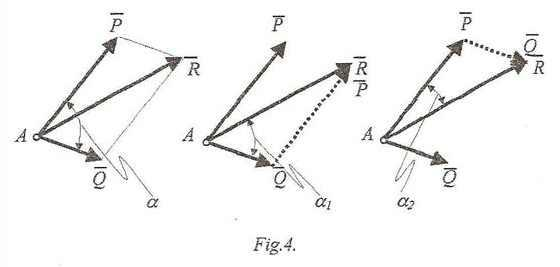 P̅ P̅ P̅ Q̅
R̅ R̅ R̅
P̅
A A A
Q̅ Q̅ Q̅
α α₁ α₂
Fig.4.